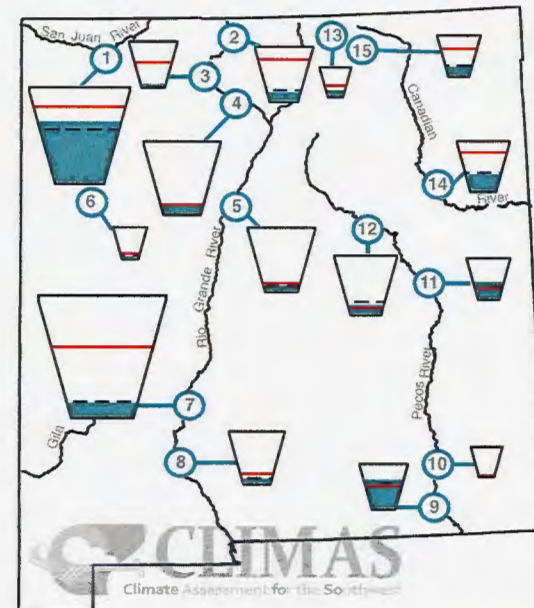 San Juan River
1
2
3
4
5
6
7
8
9
10
11
12
13
14
15
Canadian
River
Rio Grande River
Pecos River
Gila
CLIMAS
Climate Assessment for the Southwest